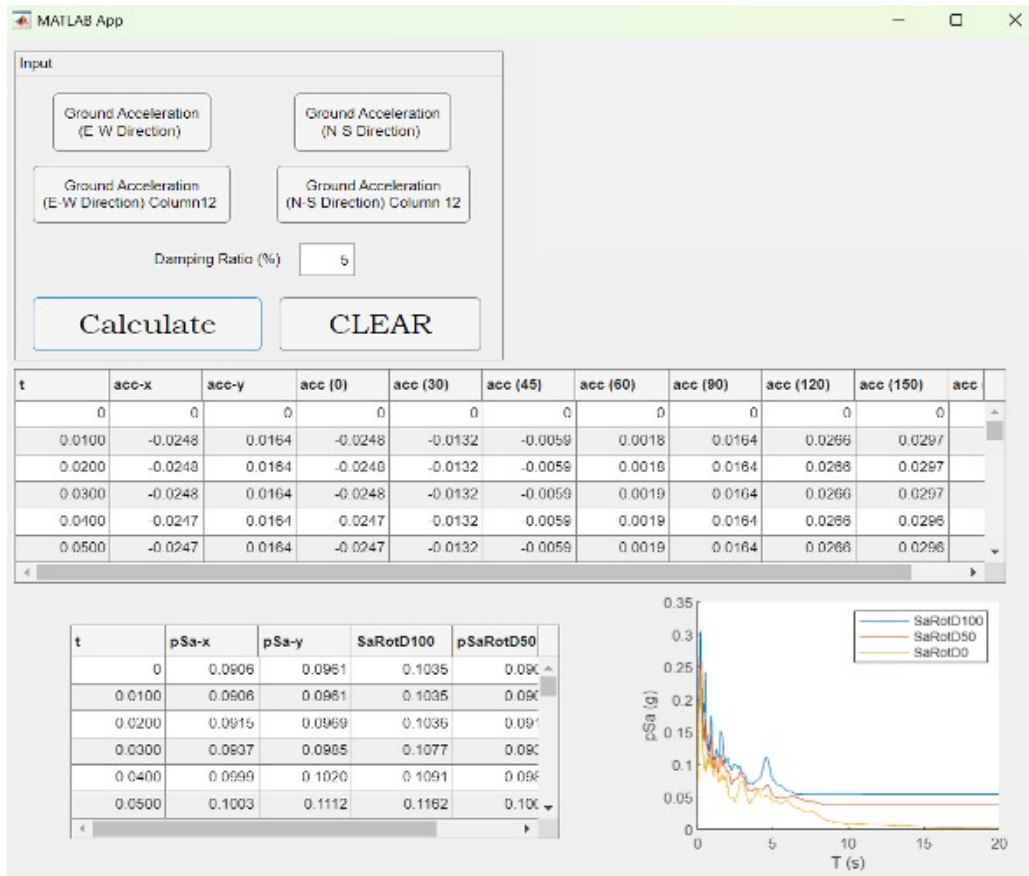 MATLAB App
Input
Ground Acceleration
(E W Direction)
Ground Acceleration
(N S Direction)
Ground Acceleration
(E-W Direction) Column12
Ground Acceleration
(N-S Direction) Column 12
Damping Ratio (%) 5
Calculate CLEAR
t acc-x acc-y acc (0) acc (30) acc (45) acc (60) acc (90) acc (120) acc (150) acc
0 0 0 0 0 0 0 0 0 0
0.0100 -0.0248 0.0164 -0.0248 -0.0132 -0.0059 0.0018 0.0164 0.0266 0.0297
0.0200 -0.0248 0.0164 -0.0248 -0.0132 -0.0059 0.0018 0.0164 0.0266 0.0297
0.0300 -0.0248 0.0164 -0.0248 -0.0132 -0.0059 0.0019 0.0164 0.0266 0.0297
0.0400 -0.0247 0.0164 -0.0247 -0.0132 -0.0059 0.0019 0.0164 0.0266 0.0296
0.0500 -0.0247 0.0164 -0.0247 -0.0132 -0.0059 0.0019 0.0164 0.0266 0.0296
t pSa-x pSa-y SaRotD100 pSaRotD50
0 0.0906 0.0961 0.1035
0.0100 0.0906 0.0961 0.1035
0.0200 0.0915 0.0969 0.1036
0.0300 0.0937 0.0985 0.1077
0.0400 0.0999 0.1020 0.1091
0.0500 0.1003 0.1112 0.1162
0.35
0.3
0.25
0.2
0.15
0.1
0.05
0
pSa (g)
SaRotD100
SaRotD50
SaRotD0
0 5 10 15 20
T (s)